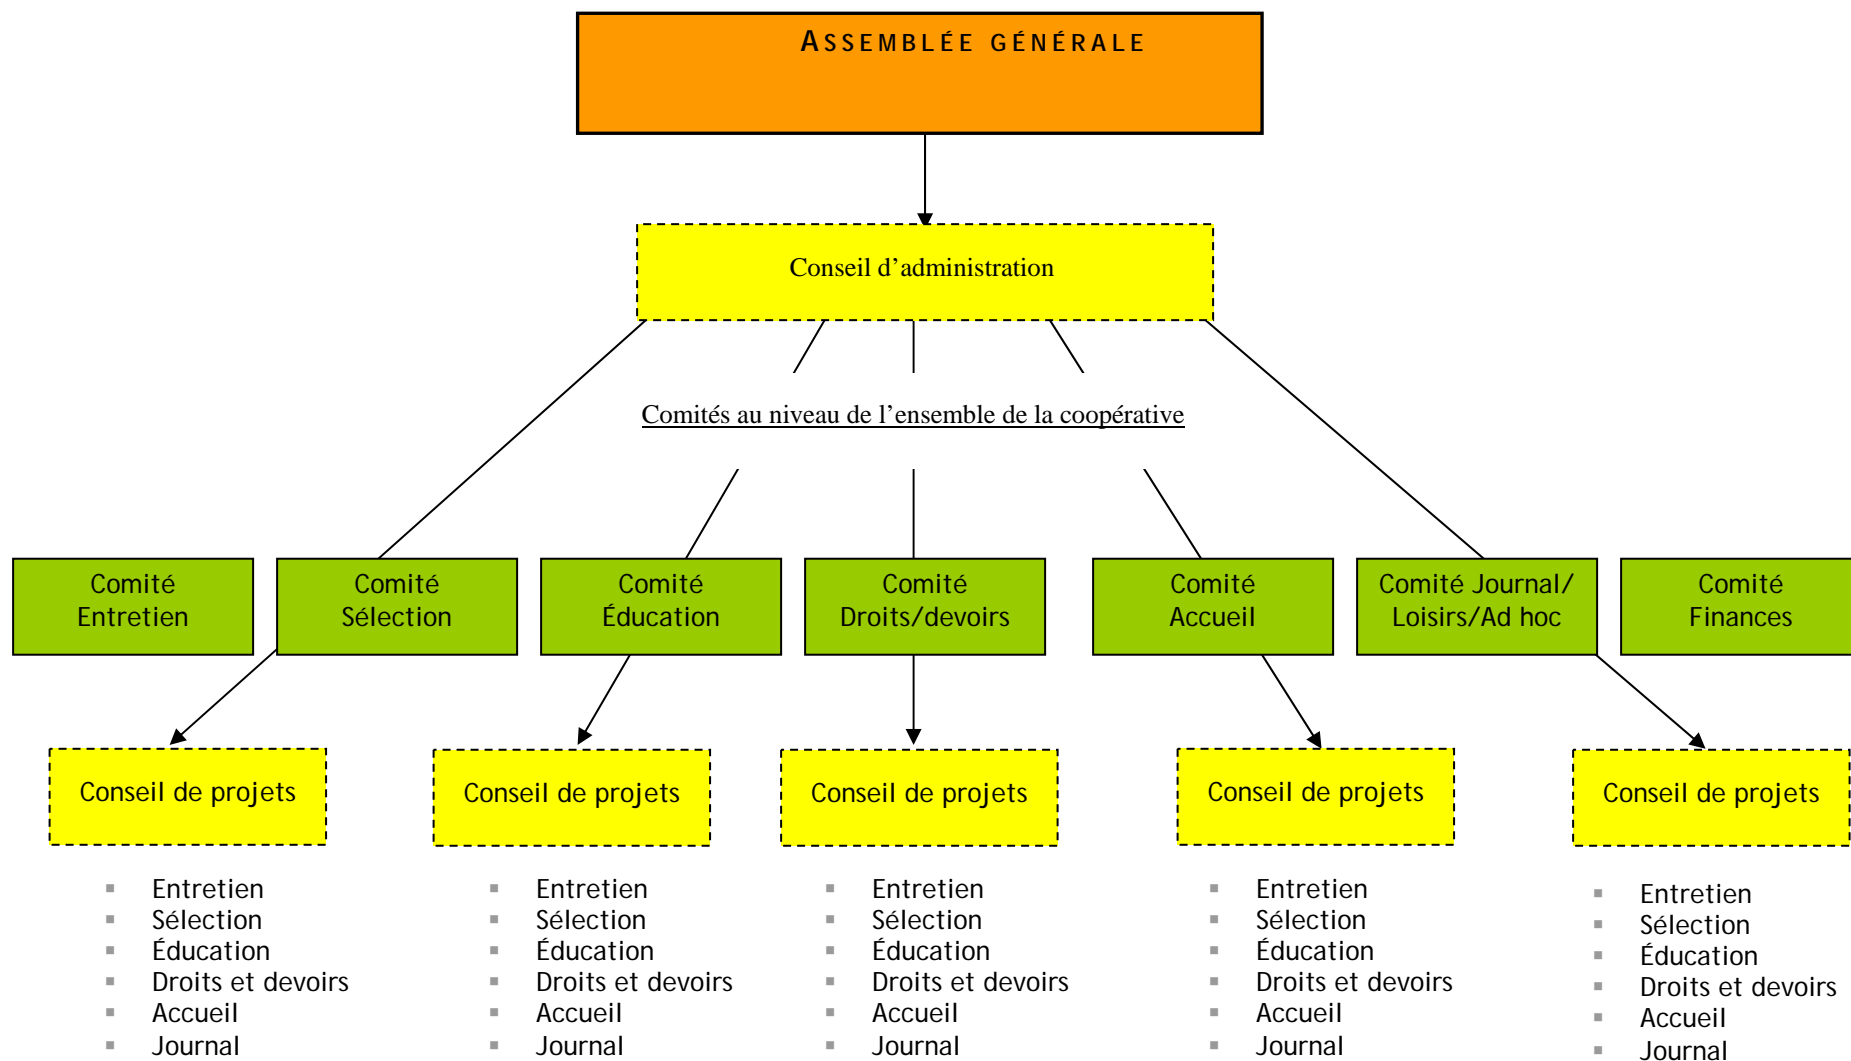 ASSEMBLÉE GÉNÉRALE
Conseil d’administration
Comités au niveau de l’ensemble de la coopérative
Comité
Entretien
Comité
Sélection
Comité
Éducation
Comité
Droits/devoirs
Comité
Accueil
Comité Journal/
Loisirs/Ad hoc
Comité
Finances
Conseil de projets
▪ Entretien
▪ Sélection
▪ Éducation
▪ Droits et devoirs
▪ Accueil
▪ Journal
Conseil de projets
▪ Entretien
▪ Sélection
▪ Éducation
▪ Droits et devoirs
▪ Accueil
▪ Journal
Conseil de projets
▪ Entretien
▪ Sélection
▪ Éducation
▪ Droits et devoirs
▪ Accueil
▪ Journal
Conseil de projets
▪ Entretien
▪ Sélection
▪ Éducation
▪ Droits et devoirs
▪ Accueil
▪ Journal
Conseil de projets
▪ Entretien
▪ Sélection
▪ Éducation
▪ Droits et devoirs
▪ Accueil
▪ Journal